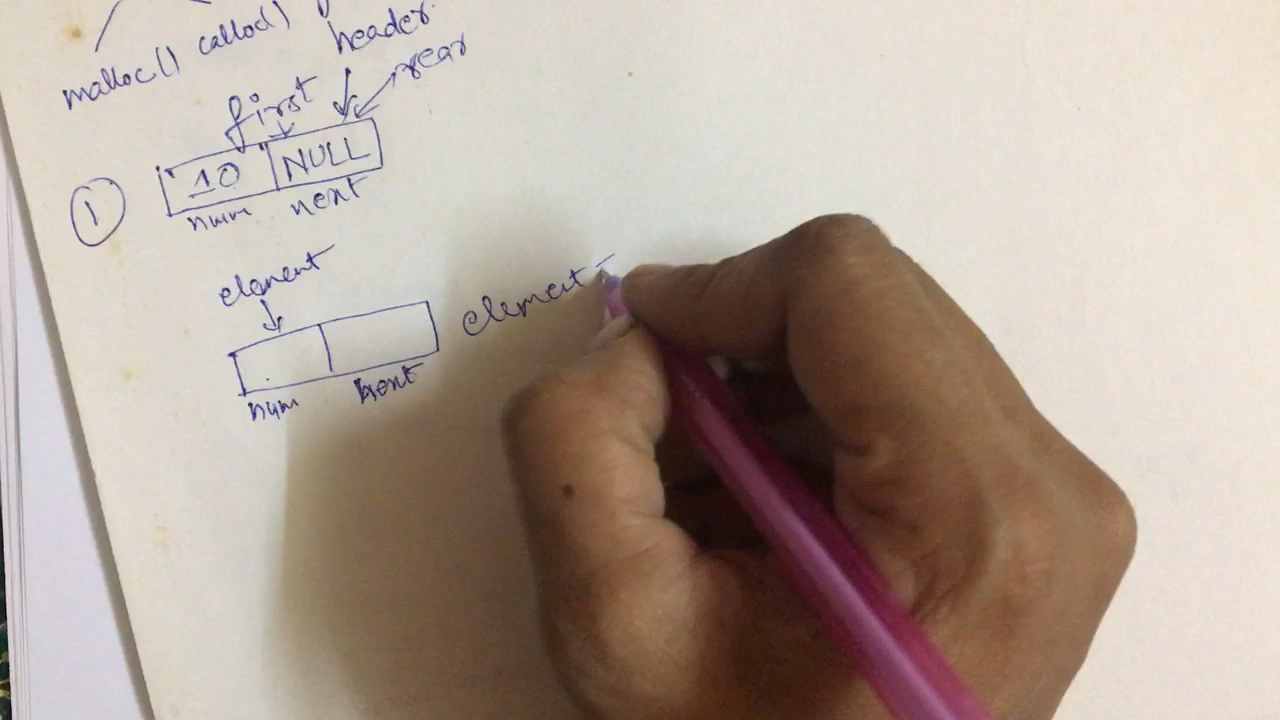 malloc() calloc()
header
rear
first
1 10 NULL
num next
element
element -
num next